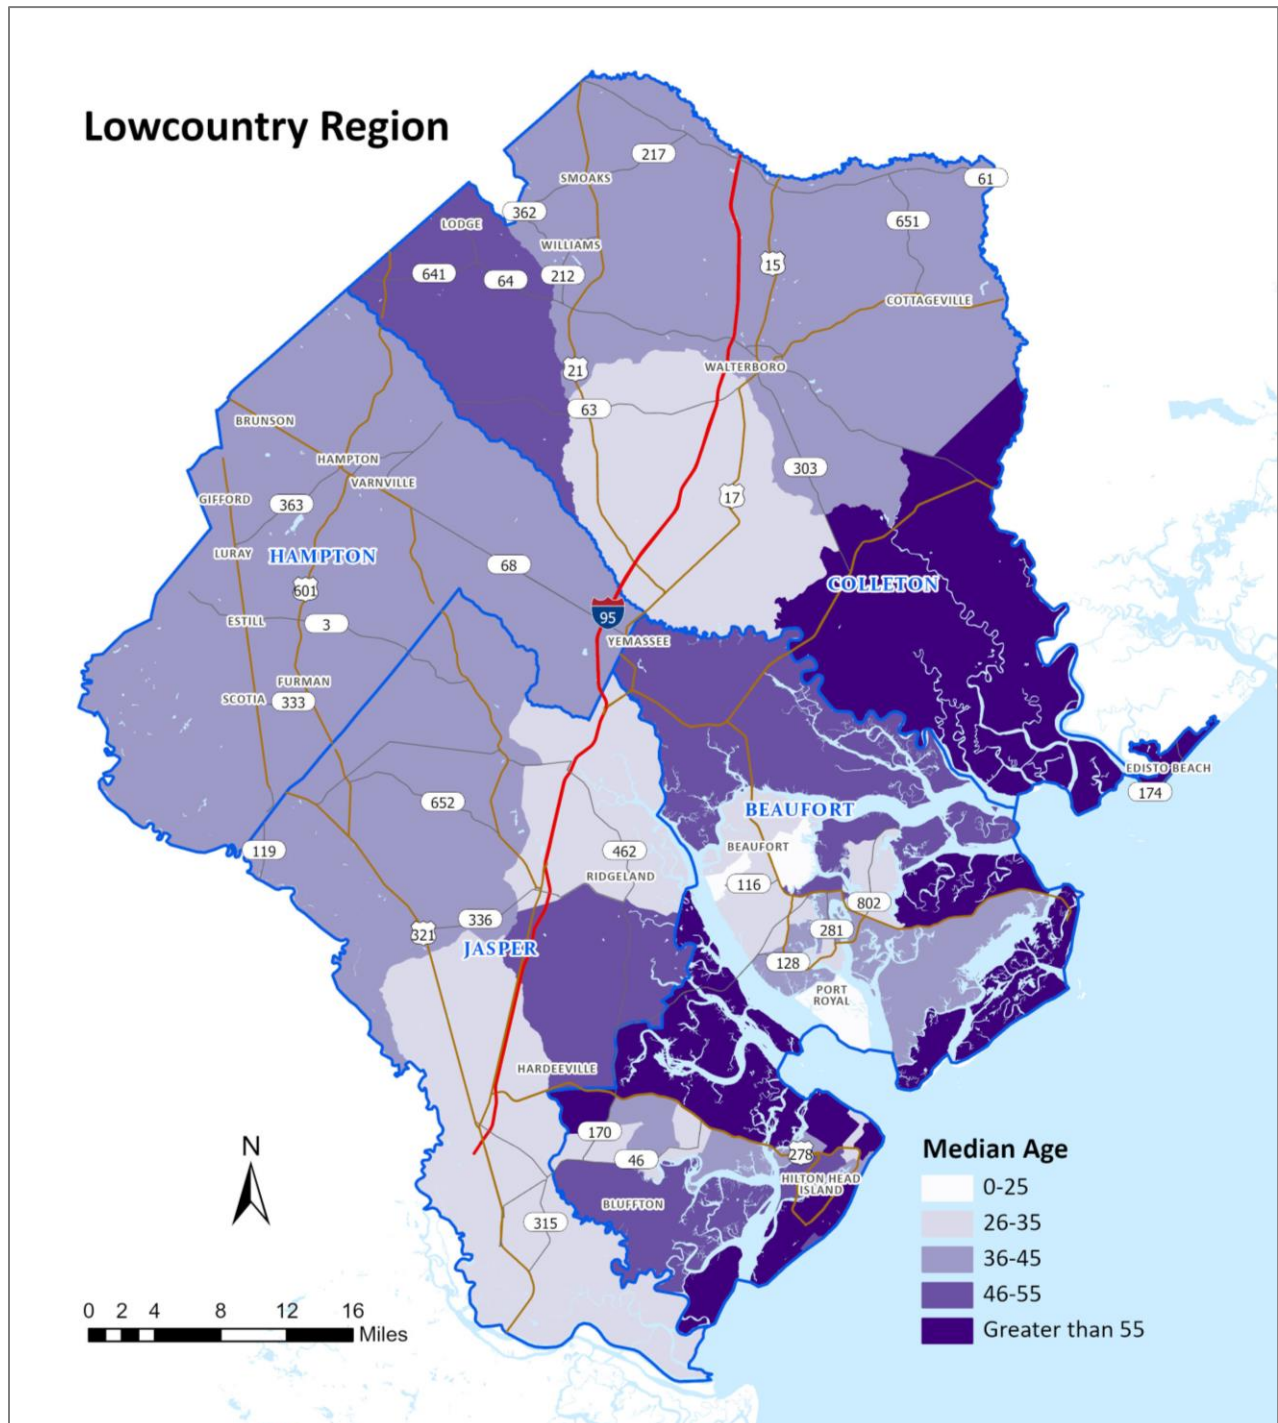 Lowcountry Region
217
61
SMOAKS
362
651
LODGE
WILLIAMS
15
641
64
212
COTTAGEVILLE
21
WALTERBORO
63
BRUNSON
HAMPTON
303
VARNVILLE
17
GIFFORD
363
LURAY
HAMPTON
68
COLLETON
601
95
ESTILL
3
YEMASSEE
FURMAN
SCOTIA
333
EDISTO BEACH
174
652
BEAUFORT
119
462
BEAUFORT
RIDGELAND
116
802
336
321
281
JASPER
128
PORT
ROYAL
HARDEEVILLE
170
46
278
HILTON HEAD
ISLAND
BLUFFTON
315
N
0 2 4 8 12 16
Miles
Median Age
0-25
26-35
36-45
46-55
Greater than 55